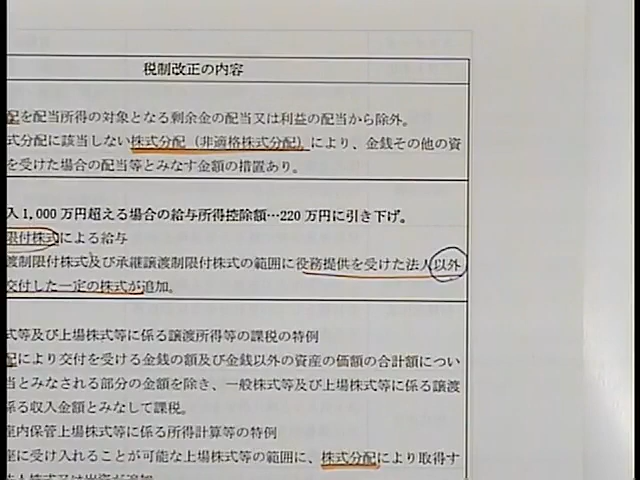 税制改正の内容
配を配当所得の対象となる剰余金の配当又は利益の配当から除外。
式分配に該当しない株式分配（非適格株式分配）により、金銭その他の資
を受けた場合の配当等とみなす金額の措置あり。
入1,000万円超える場合の給与所得控除額…220万円に引き下げ。
限付株式による給与
渡制限付株式及び承継譲渡制限付株式の範囲に役務提供を受けた法人以外
交付した一定の株式が追加。
式等及び上場株式等に係る譲渡所得等の課税の特例
配により交付を受ける金銭の額及び金銭以外の資産の価額の合計額につい
当とみなされる部分の金額を除き、一般株式等及び上場株式等に係る譲渡
係る収入金額とみなして課税。
座内保管上場株式等に係る所得計算等の特例
座に受け入れることが可能な上場株式等の範囲に、株式分配により取得す